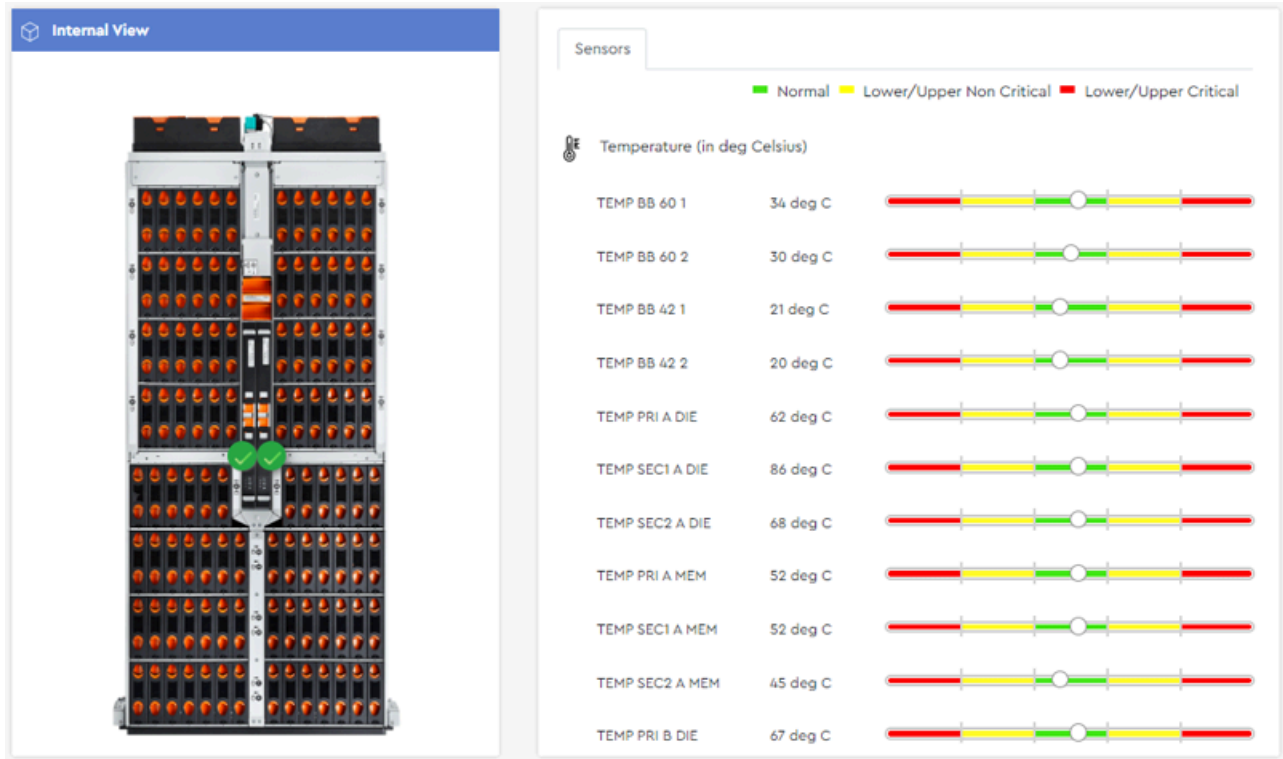 Internal View
Sensors
Normal Lower/Upper Non Critical Lower/Upper Critical
Temperature (in deg Celsius)
TEMP BB 60 1 34 deg C
TEMP BB 60 2 30 deg C
TEMP BB 42 1 21 deg C
TEMP BB 42 2 20 deg C
TEMP PRI A DIE 62 deg C
TEMP SEC1 A DIE 86 deg C
TEMP SEC2 A DIE 68 deg C
TEMP PRI A MEM 52 deg C
TEMP SEC1 A MEM 52 deg C
TEMP SEC2 A MEM 45 deg C
TEMP PRI B DIE 67 deg C